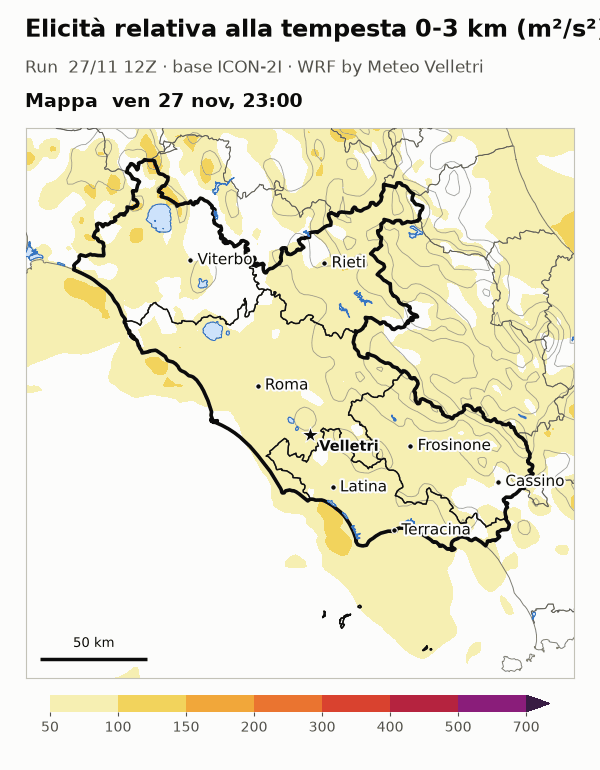 Elicità relativa alla tempesta 0-3 km (m²/s²)
Run 27/11 12Z · base ICON-2I · WRF by Meteo Velletri
Mappa ven 27 nov, 23:00
Viterbo
Rieti
Roma
Velletri
Frosinone
Cassino
Latina
Terracina
50 km
50 100 150 200 300 400 500 700